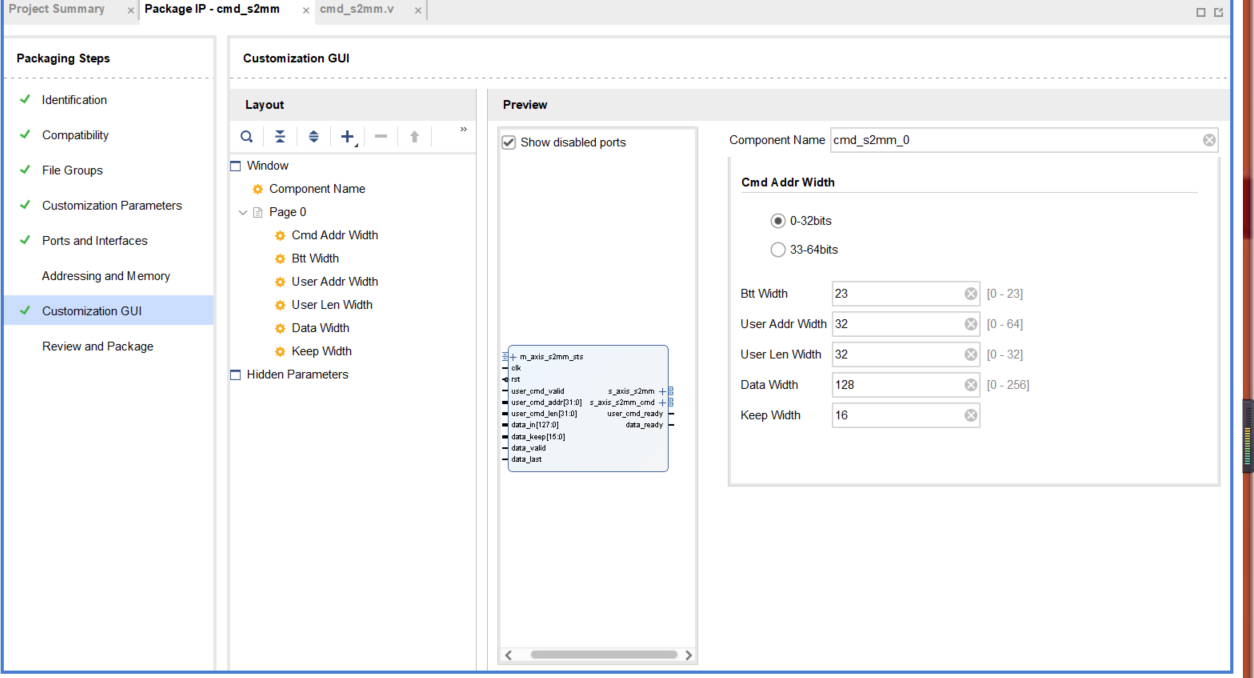 Project Summary × Package IP - cmd_s2mm × cmd_s2mm.v ×
Packaging Steps
Identification
Compatibility
File Groups
Customization Parameters
Ports and Interfaces
Addressing and Memory
Customization GUI
Review and Package
Customization GUI
Layout
»
Window
Component Name
Page 0
Cmd Addr Width
Btt Width
User Addr Width
User Len Width
Data Width
Keep Width
Hidden Parameters
Preview
Show disabled ports
m_axis_s2mm_sts
clk
rst
user_cmd_valid s_axis_s2mm
user_cmd_addr[31:0] s_axis_s2mm_cmd
user_cmd_len[31:0] user_cmd_ready
data_in[127:0] data_ready
data_keep[15:0]
data_valid
data_last
Component Name cmd_s2mm_0
Cmd Addr Width
0-32bits
33-64bits
Btt Width 23 [0 - 23]
User Addr Width 32 [0 - 64]
User Len Width 32 [0 - 32]
Data Width 128 [0 - 256]
Keep Width 16